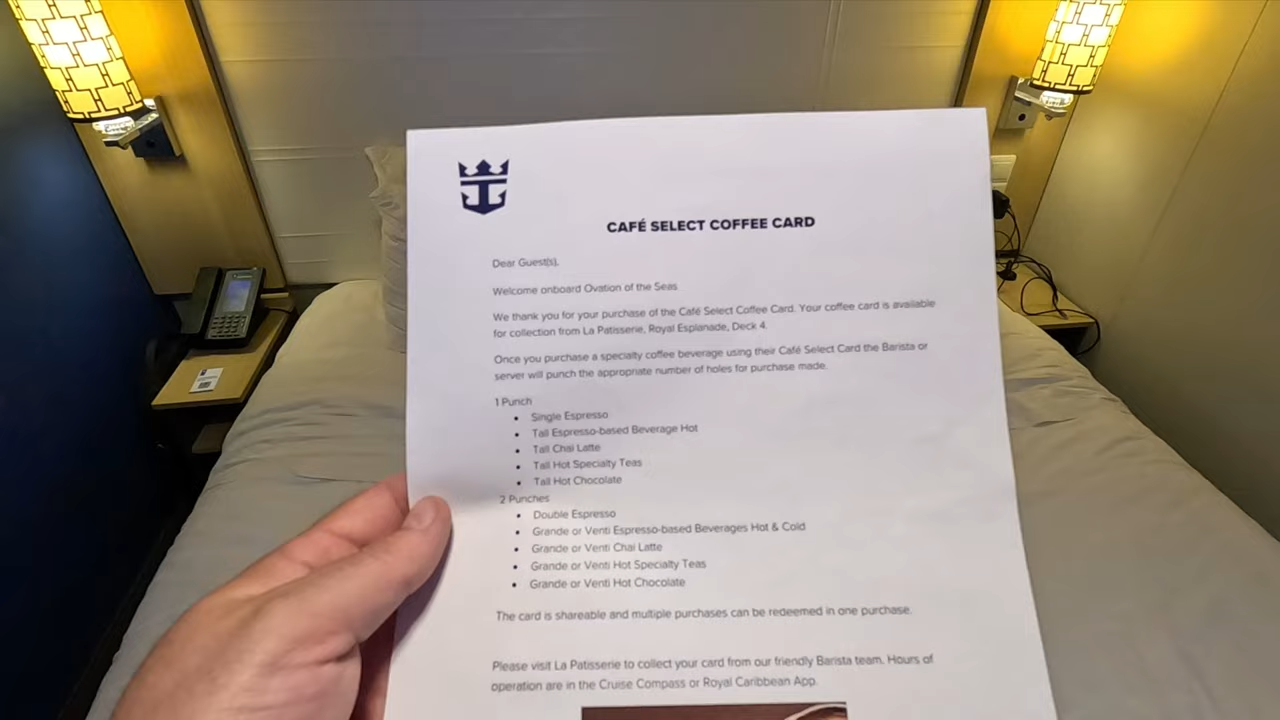 CAFÉ SELECT COFFEE CARD
Dear Guest(s),
Welcome onboard Ovation of the Seas
We thank you for your purchase of the Café Select Coffee Card. Your coffee card is available
for collection from La Patisserie, Royal Esplanade, Deck 4.
Once you purchase a specialty coffee beverage using their Café Select Card the Barista or
server will punch the appropriate number of holes for purchase made.
1 Punch
• Single Espresso
• Tall Espresso-based Beverage Hot
• Tall Chai Latte
• Tall Hot Specialty Teas
• Tall Hot Chocolate
2 Punches
• Double Espresso
• Grande or Venti Espresso-based Beverages Hot & Cold
• Grande or Venti Chai Latte
• Grande or Venti Hot Specialty Teas
• Grande or Venti Hot Chocolate
The card is shareable and multiple purchases can be redeemed in one purchase.
Please visit La Patisserie to collect your card from our friendly Barista team. Hours of
operation are in the Cruise Compass or Royal Caribbean App.